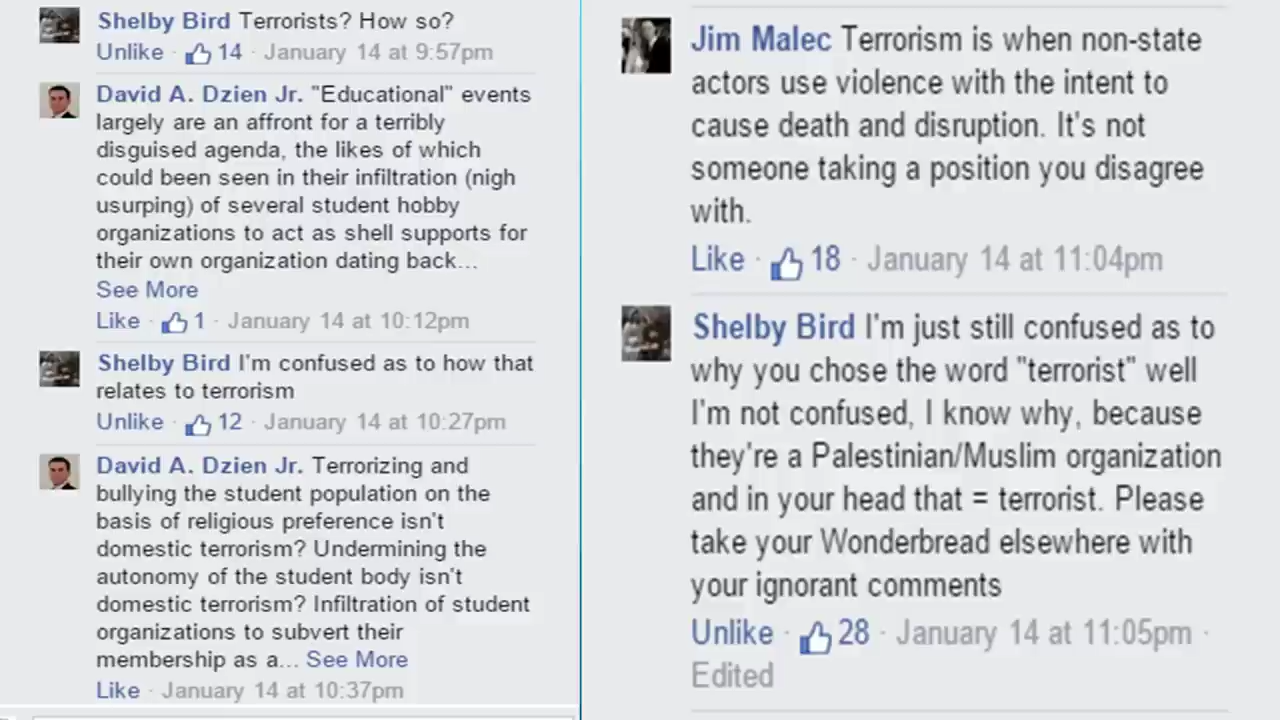 Shelby Bird Terrorists? How so?
Unlike · 14 · January 14 at 9:57pm
David A. Dzien Jr. "Educational" events
largely are an affront for a terribly
disguised agenda, the likes of which
could been seen in their infiltration (nigh
usurping) of several student hobby
organizations to act as shell supports for
their own organization dating back...
See More
Like · 1 · January 14 at 10:12pm
Shelby Bird I'm confused as to how that
relates to terrorism
Unlike · 12 · January 14 at 10:27pm
David A. Dzien Jr. Terrorizing and
bullying the student population on the
basis of religious preference isn't
domestic terrorism? Undermining the
autonomy of the student body isn't
domestic terrorism? Infiltration of student
organizations to subvert their
membership as a... See More
Like · January 14 at 10:37pm
Jim Malec Terrorism is when non-state
actors use violence with the intent to
cause death and disruption. It's not
someone taking a position you disagree
with.
Like · 18 · January 14 at 11:04pm
Shelby Bird I'm just still confused as to
why you chose the word "terrorist" well
I'm not confused, I know why, because
they're a Palestinian/Muslim organization
and in your head that = terrorist. Please
take your Wonderbread elsewhere with
your ignorant comments
Unlike · 28 · January 14 at 11:05pm ·
Edited